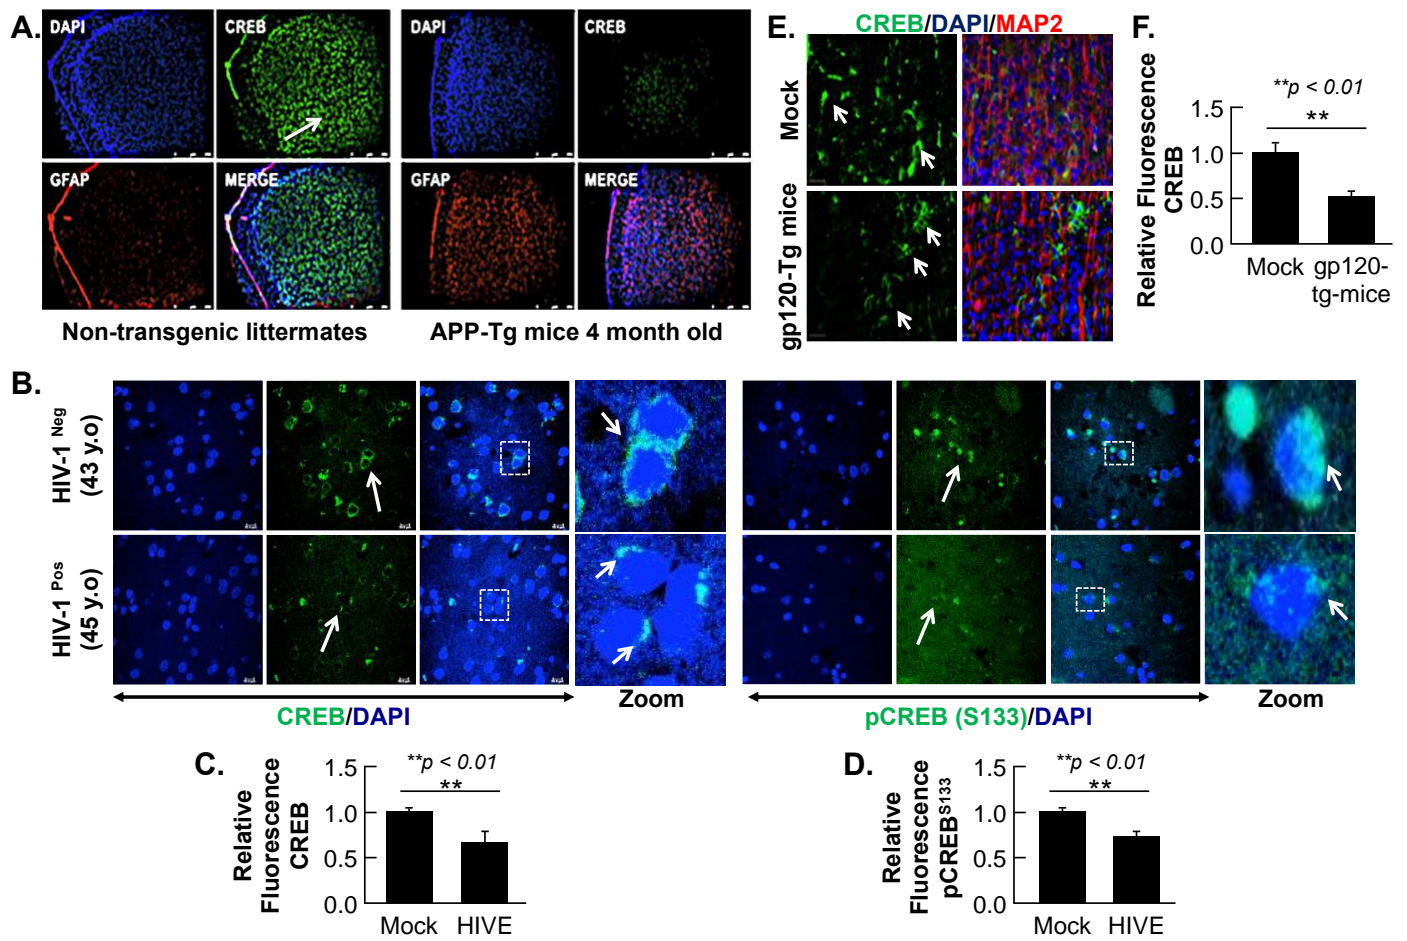 A.
DAPI
CREB
GFAP
MERGE
Non-transgenic littermates
DAPI
CREB
GFAP
MERGE
APP-Tg mice 4 month old
E.
CREB/DAPI/MAP2
Mock
gp120-Tg mice
F.
Relative Fluorescence
CREB
**p < 0.01
**
1.5
1.0
0.5
0.0
Mock
gp120-
tg-mice
B.
HIV-1 Neg
(43 y.o)
HIV-1 Pos
(45 y.o)
CREB/DAPI
Zoom
pCREB (S133)/DAPI
Zoom
C.
Relative
Fluorescence
CREB
**p < 0.01
**
1.5
1.0
0.5
0.0
Mock
HIVE
D.
Relative
Fluorescence
pCREBS133
**p < 0.01
**
1.5
1.0
0.5
0.0
Mock
HIVE